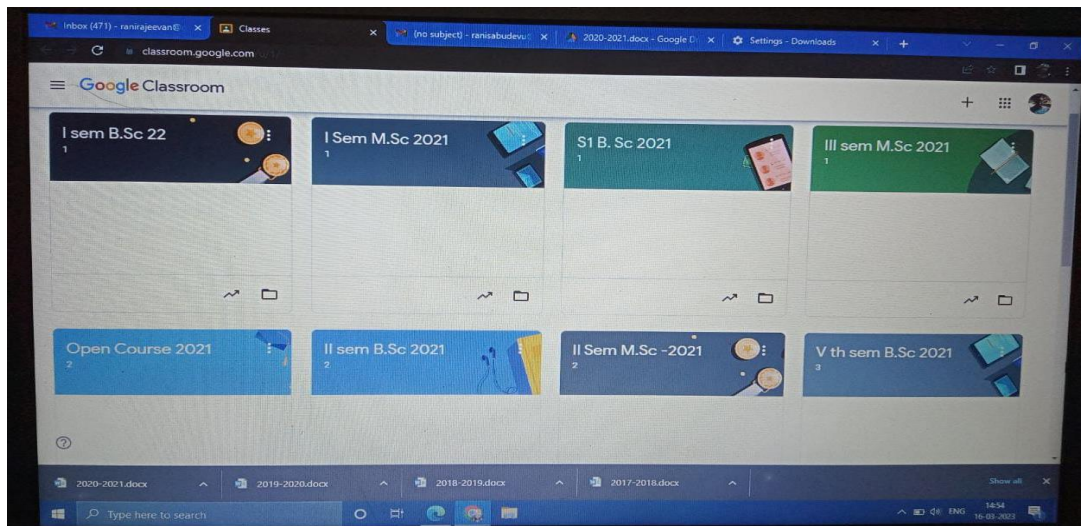 Inbox (471) - ranirajeevan
Classes
(no subject) - ranisabudevu
2020-2021.docx - Google D
Settings - Downloads
classroom.google.com
Google Classroom
I sem B.Sc 22
1
I Sem M.Sc 2021
1
S1 B. Sc 2021
1
III sem M.Sc 2021
1
Open Course 2021
2
II sem B.Sc 2021
2
II Sem M.Sc -2021
2
V th sem B.Sc 2021
3
2020-2021.docx
2019-2020.docx
2018-2019.docx
2017-2018.docx
Show all
Type here to search
ENG
14:54
16-03-2023